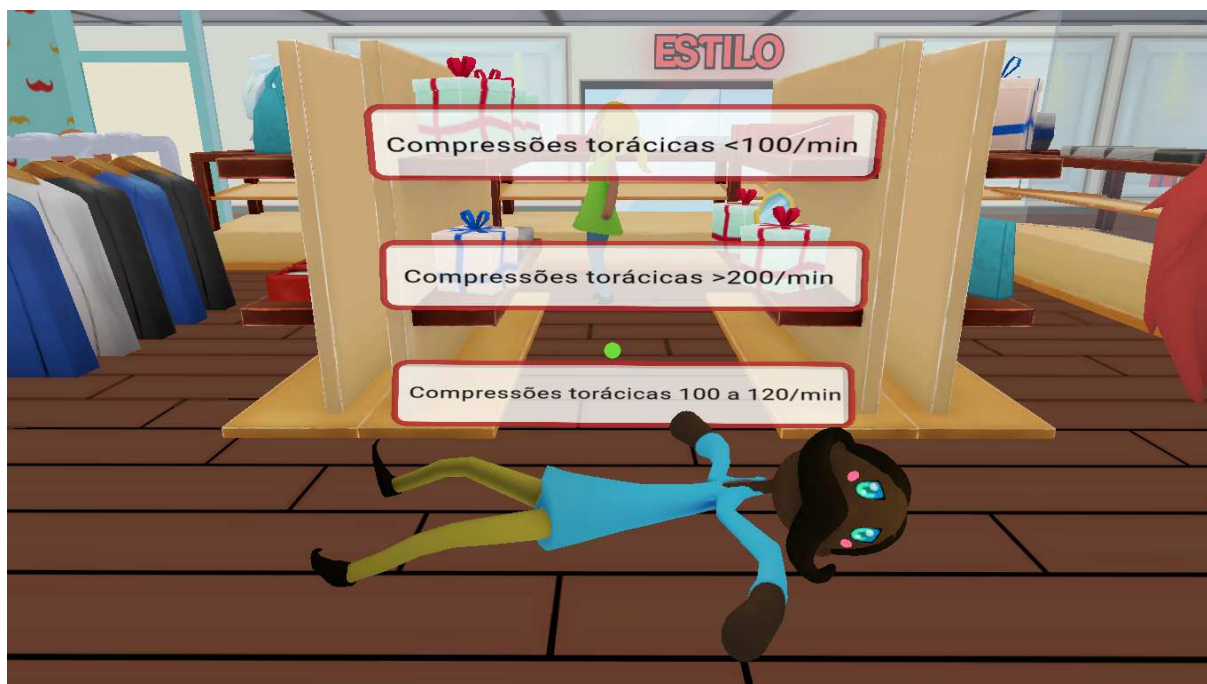 ESTILO
Compressões torácicas <100/min
Compressões torácicas >200/min
Compressões torácicas 100 a 120/min